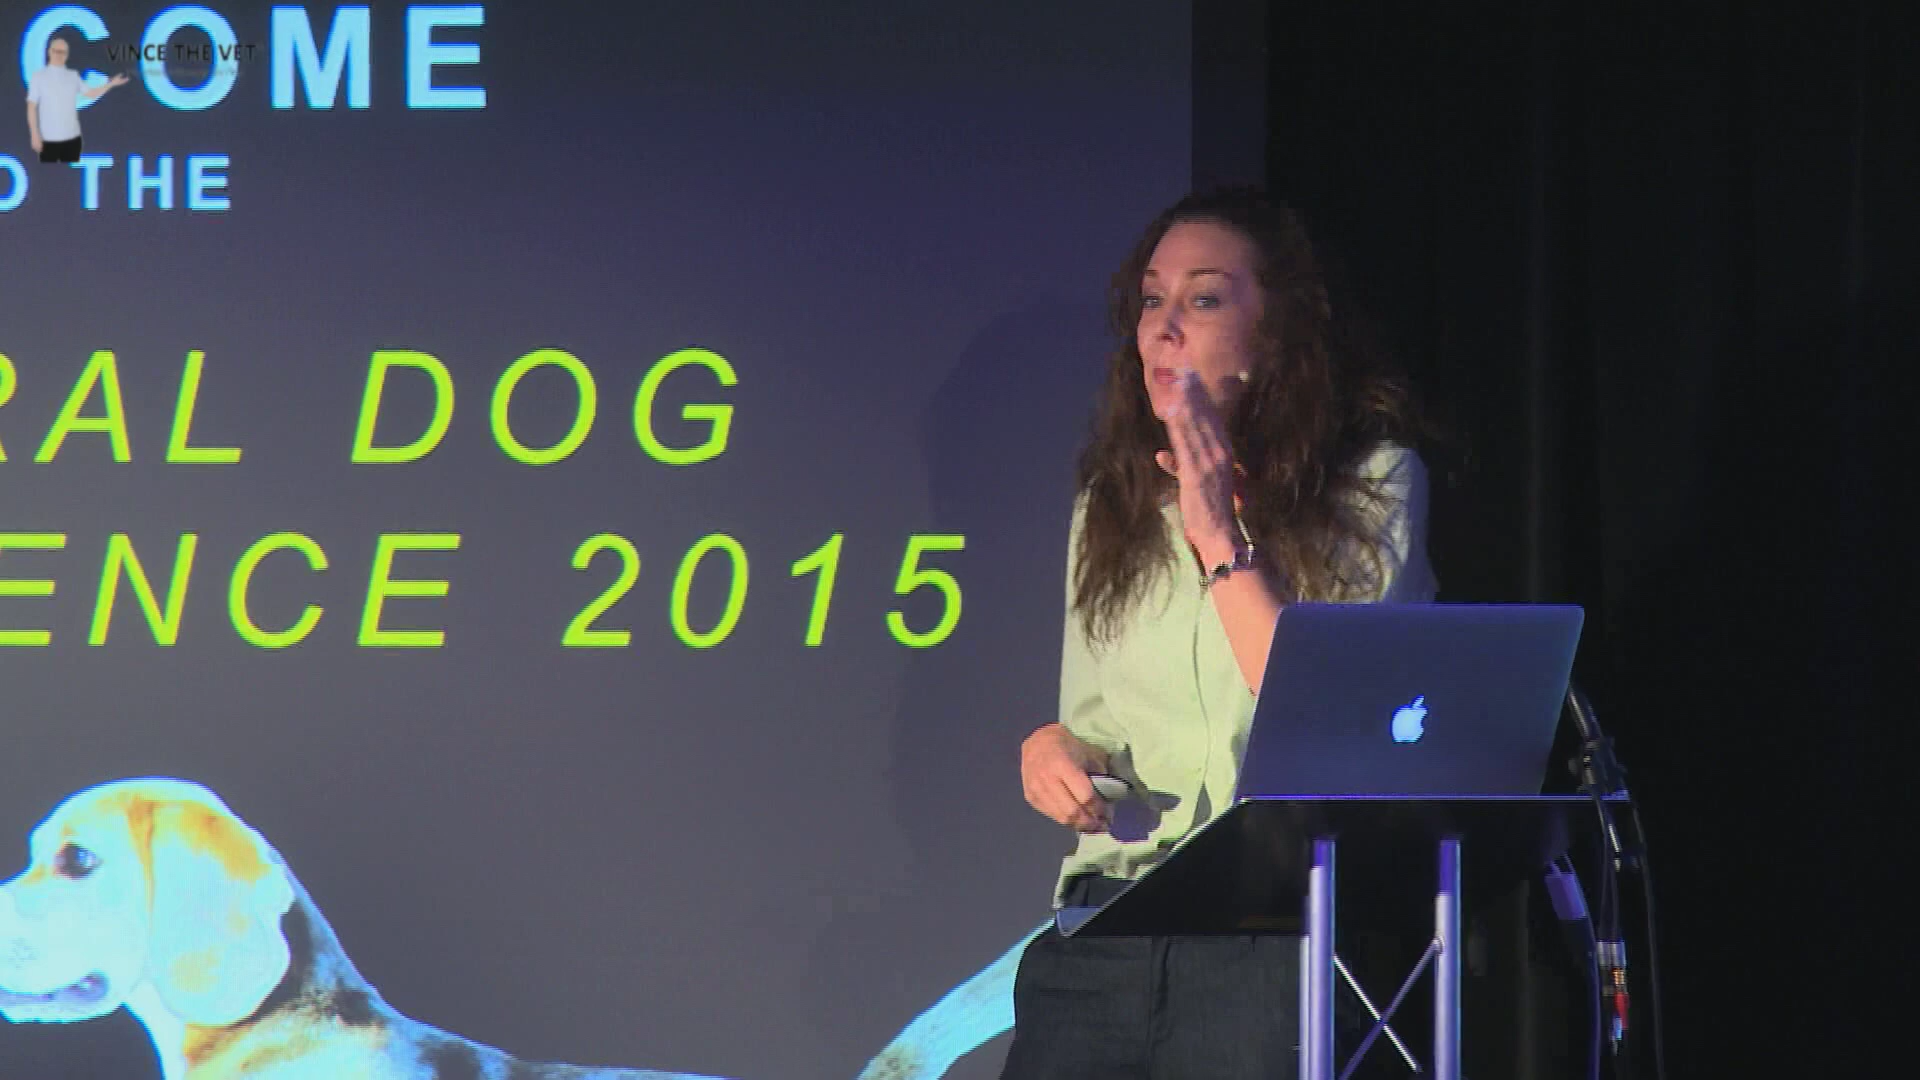 VINCE THE VET
COME
O THE
RAL DOG
ENCE 2015